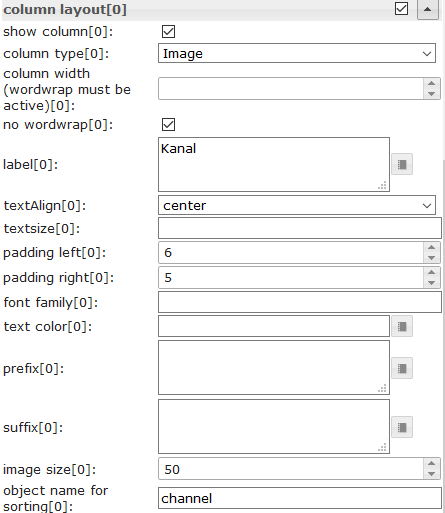 column layout[0]
show column[0]:
column type[0]: Image
column width
(wordwrap must be
active)[0]:
no wordwrap[0]:
Kanal
label[0]:
textAlign[0]: center
textsize[0]:
padding left[0]: 6
padding right[0]: 5
font family[0]:
text color[0]:
prefix[0]:
suffix[0]:
image size[0]: 50
object name for
sorting[0]: channel